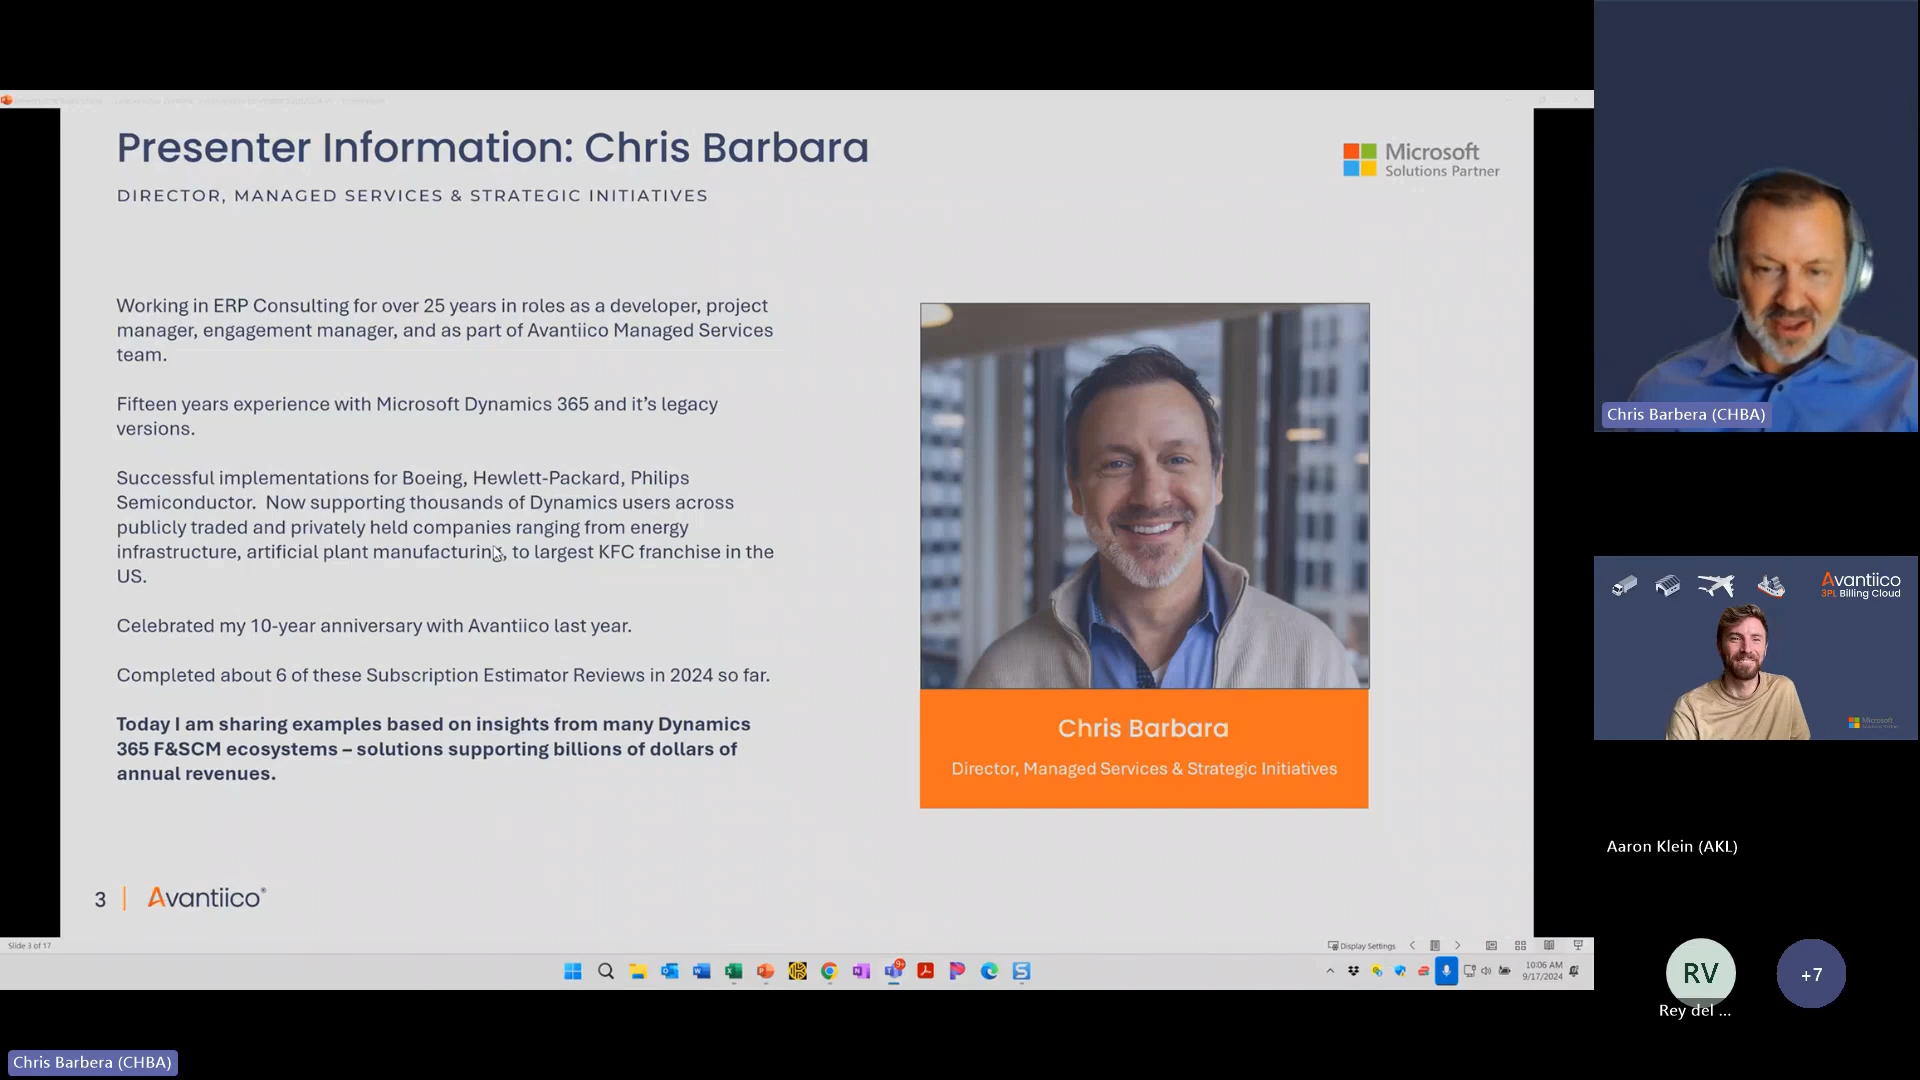 Presenter Information: Chris Barbara
DIRECTOR, MANAGED SERVICES & STRATEGIC INITIATIVES
Microsoft
Solutions Partner
Working in ERP Consulting for over 25 years in roles as a developer, project
manager, engagement manager, and as part of Avantiico Managed Services
team.
Fifteen years experience with Microsoft Dynamics 365 and it's legacy
versions.
Successful implementations for Boeing, Hewlett-Packard, Philips
Semiconductor. Now supporting thousands of Dynamics users across
publicly traded and privately held companies ranging from energy
infrastructure, artificial plant manufacturing, to largest KFC franchise in the
US.
Celebrated my 10-year anniversary with Avantiico last year.
Completed about 6 of these Subscription Estimator Reviews in 2024 so far.
Today I am sharing examples based on insights from many Dynamics
365 F&SCM ecosystems – solutions supporting billions of dollars of
annual revenues.
Chris Barbara
Director, Managed Services & Strategic Initiatives
3
Avantiico®
Slide 3 of 17
Display Settings
9+
10:06 AM
9/17/2024
Chris Barbera (CHBA)
Avantiico
3PL Billing Cloud
Microsoft
Aaron Klein (AKL)
RV
Rey del ...
+7
Chris Barbera (CHBA)